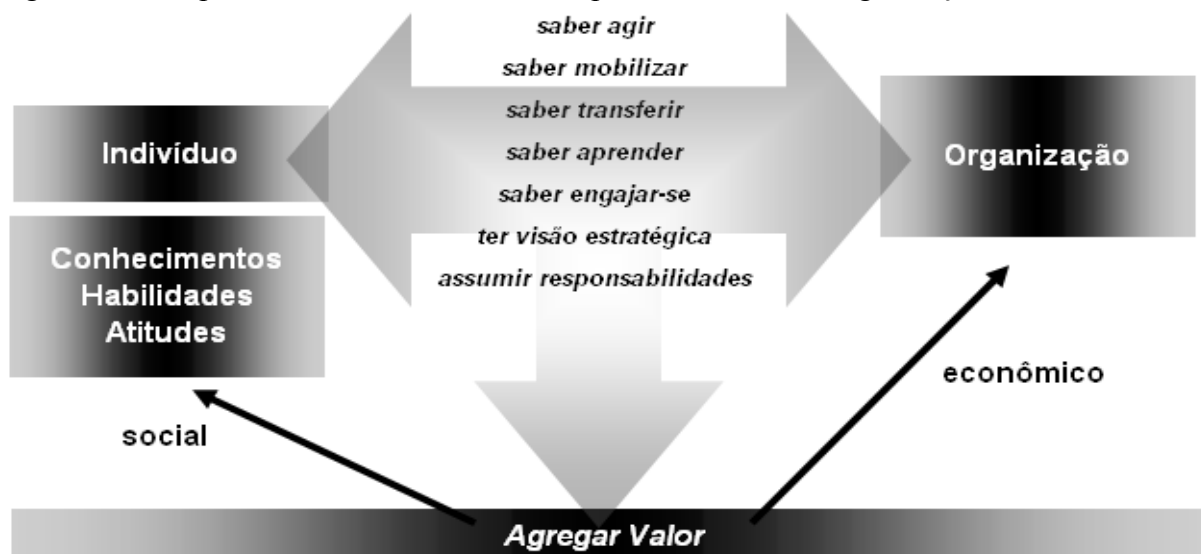 saber agir
saber mobilizar
saber transferir
saber aprender
saber engajar-se
ter visão estratégica
assumir responsabilidades
Indivíduo
Conhecimentos
Habilidades
Atitudes
Organização
social
econômico
Agregar Valor